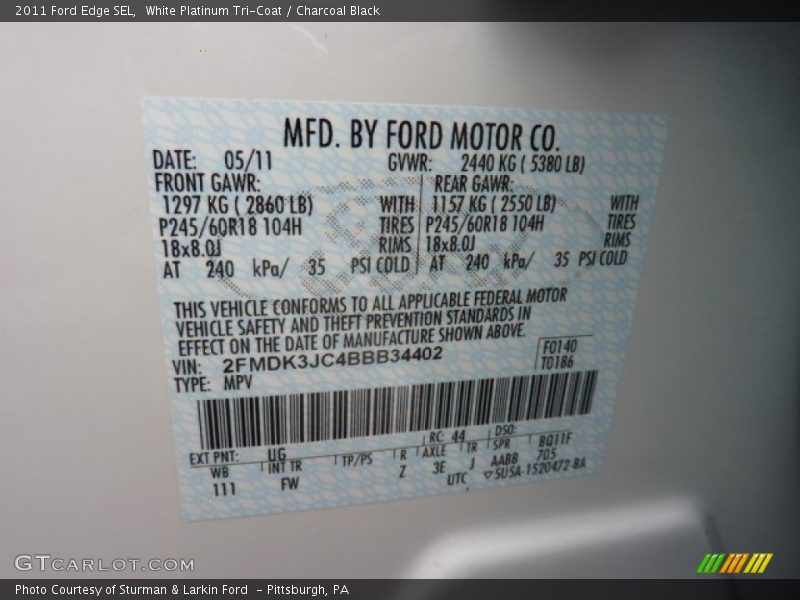 2011 Ford Edge SEL, White Platinum Tri-Coat / Charcoal Black
MFD. BY FORD MOTOR CO.
DATE: 05/11 GVWR: 2440 KG ( 5380 LB)
FRONT GAWR: REAR GAWR:
1297 KG ( 2860 LB) WITH 1157 KG ( 2550 LB) WITH
P245/60R18 104H TIRES P245/60R18 104H TIRES
18x8.0J RIMS 18x8.0J RIMS
AT 240 kPa/ 35 PSI COLD AT 240 kPa/ 35 PSI COLD
THIS VEHICLE CONFORMS TO ALL APPLICABLE FEDERAL MOTOR
VEHICLE SAFETY AND THEFT PREVENTION STANDARDS IN
EFFECT ON THE DATE OF MANUFACTURE SHOWN ABOVE.
VIN: 2FMDK3JC4BBB34402 F0140
TYPE: MPV T0186
EXT PNT: UG RC: 44 DSO:
WB INT TR TP/PS R AXLE TR SPR BQ11F
111 FW Z 3E J AABB 705
UTC ▽5U5A-1520472-BA
GTCARLOT.COM
Photo Courtesy of Sturman & Larkin Ford - Pittsburgh, PA